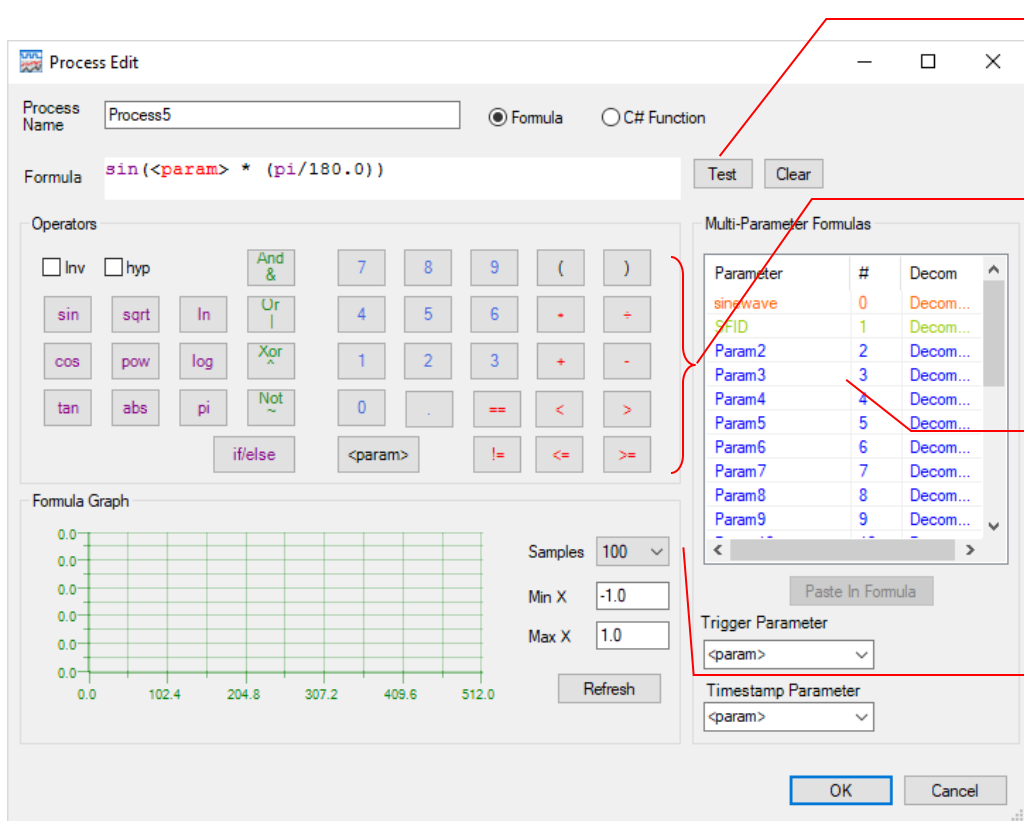 Process Edit
Process Name
Process5
Formula
C# Function
Formula
sin(<param> * (pi/180.0))
Test
Clear
Operators
Inv
hyp
And &
7
8
9
(
)
sin
sqrt
ln
Or |
4
5
6
*
÷
cos
pow
log
Xor ^
1
2
3
+
-
tan
abs
pi
Not ~
0
.
==
<
>
if/else
<param>
!=
<=
>=
Multi-Parameter Formulas
Parameter # Decom
sinewave 0 Decom...
SFID 1 Decom...
Param2 2 Decom...
Param3 3 Decom...
Param4 4 Decom...
Param5 5 Decom...
Param6 6 Decom...
Param7 7 Decom...
Param8 8 Decom...
Param9 9 Decom...
Paste In Formula
Trigger Parameter
<param>
Timestamp Parameter
<param>
Formula Graph
0.0
0.0
0.0
0.0
0.0
0.0
0.0 102.4 204.8 307.2 409.6 512.0
Samples 100
Min X -1.0
Max X 1.0
Refresh
OK
Cancel